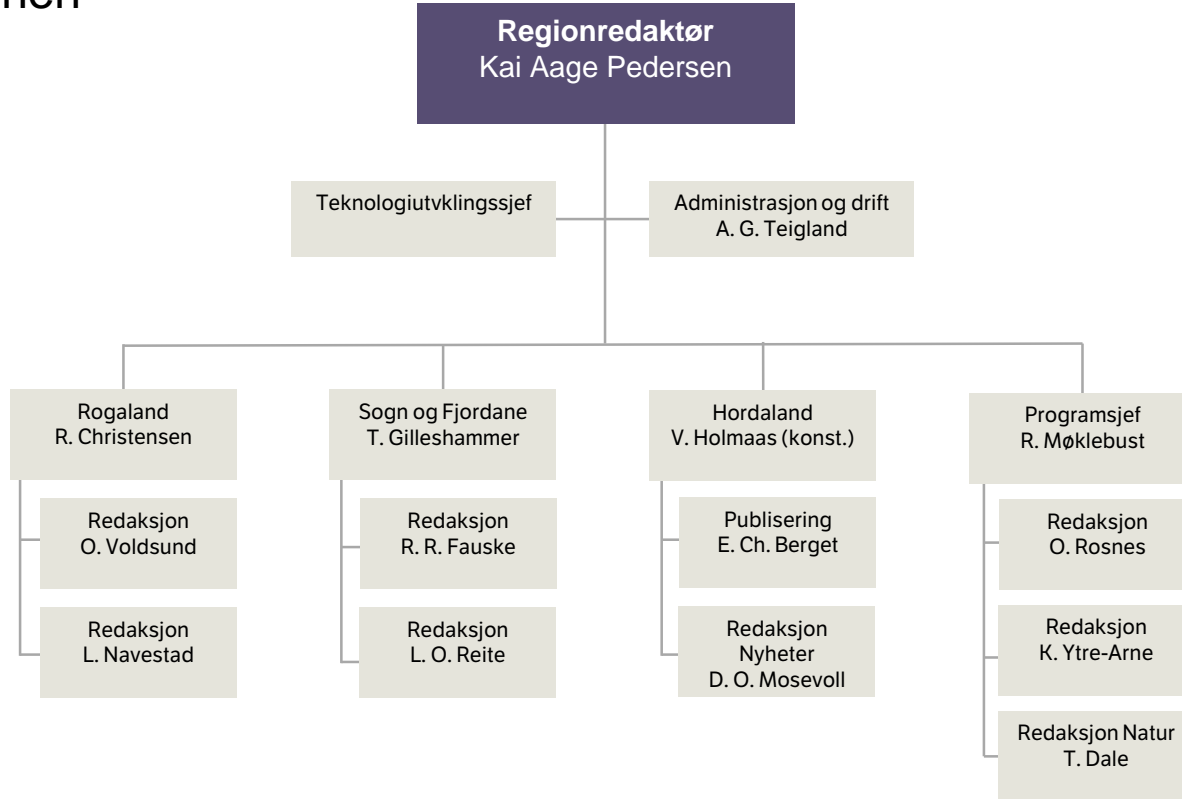 Regionredaktør
Kai Aage Pedersen
Teknologiutvklingssjef
Administrasjon og drift
A. G. Teigland
Rogaland
R. Christensen
Sogn og Fjordane
T. Gilleshammer
Hordaland
V. Holmaas (konst.)
Programsjef
R. Møklebust
Redaksjon
O. Voldsund
Redaksjon
R. R. Fauske
Publisering
E. Ch. Berget
Redaksjon
O. Rosnes
Redaksjon
L. Navestad
Redaksjon
L. O. Reite
Redaksjon
Nyheter
D. O. Mosevoll
Redaksjon
K. Ytre-Arne
Redaksjon Natur
T. Dale